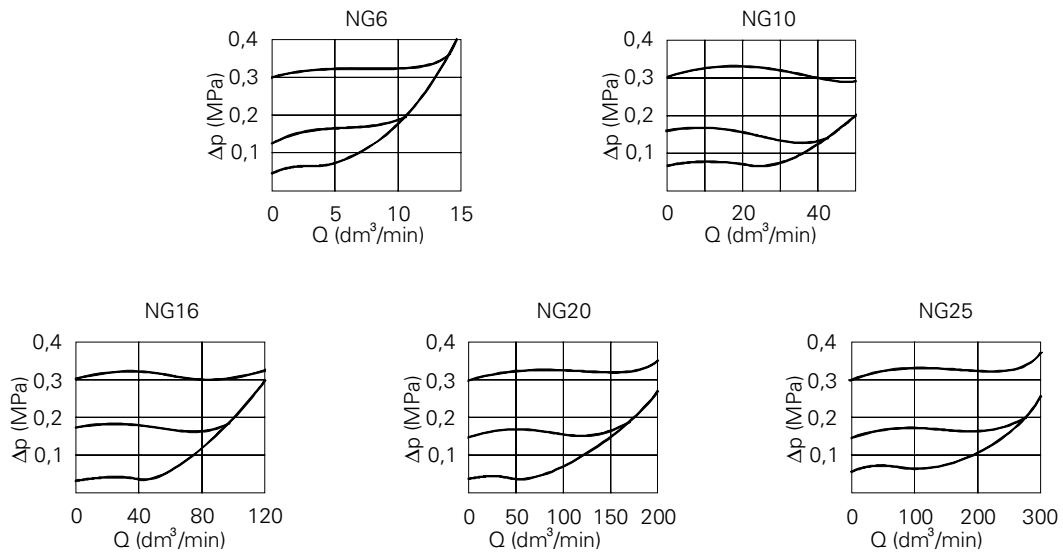 NG6
0,4
0,3
0,2
0,1
Δp (MPa)
0 5 10 15
Q (dm³/min)
NG10
0,4
0,3
0,2
0,1
Δp (MPa)
0 20 40
Q (dm³/min)
NG16
0,4
0,3
0,2
0,1
Δp (MPa)
0 40 80 120
Q (dm³/min)
NG20
0,4
0,3
0,2
0,1
Δp (MPa)
0 50 100 150 200
Q (dm³/min)
NG25
0,4
0,3
0,2
0,1
Δp (MPa)
0 100 200 300
Q (dm³/min)